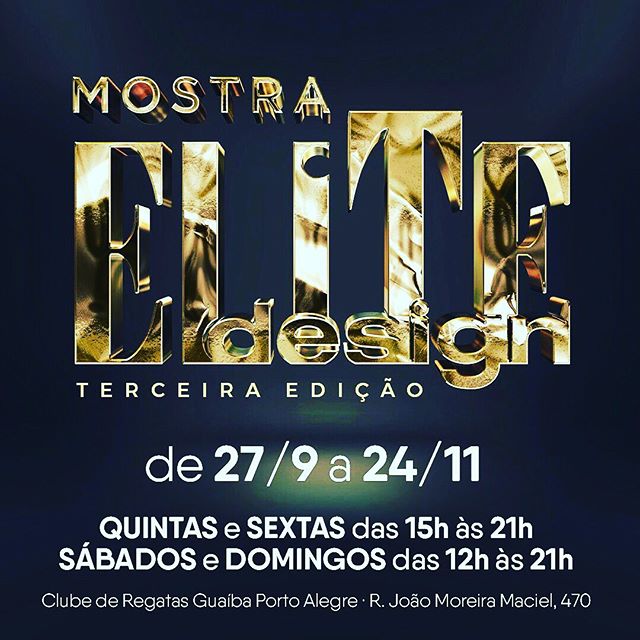 MOSTRA
ELiTE
design
TERCEIRA EDIÇÃO
de 27/9 a 24/11
QUINTAS e SEXTAS das 15h às 21h
SÁBADOS e DOMINGOS das 12h às 21h
Clube de Regatas Guaíba Porto Alegre · R. João Moreira Maciel, 470